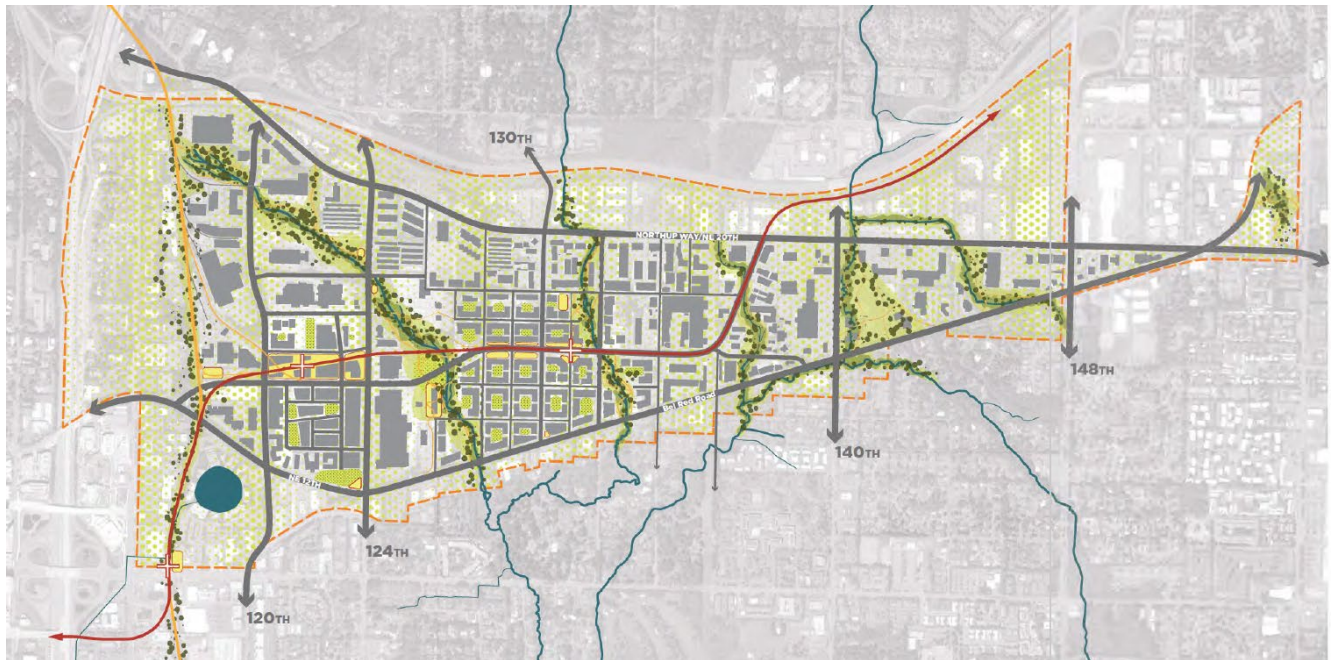 130TH
NORTHUP WAY/NE 20TH
148TH
Bel Red Road
140TH
NE 12TH
124TH
120TH